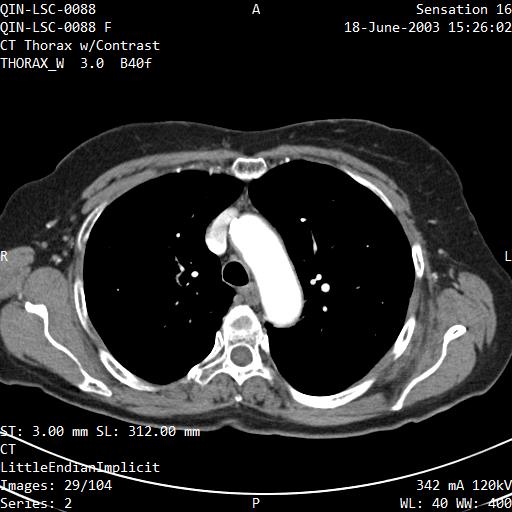 QIN-LSC-0088
A
Sensation 16
QIN-LSC-0088 F
18-June-2003 15:26:02
CT Thorax w/Contrast
THORAX_W 3.0 B40f
R
L
ST: 3.00 mm SL: 312.00 mm
CT
LittleEndianImplicit
Images: 29/104
342 mA 120kV
Series: 2
P
WL: 40 WW: 400